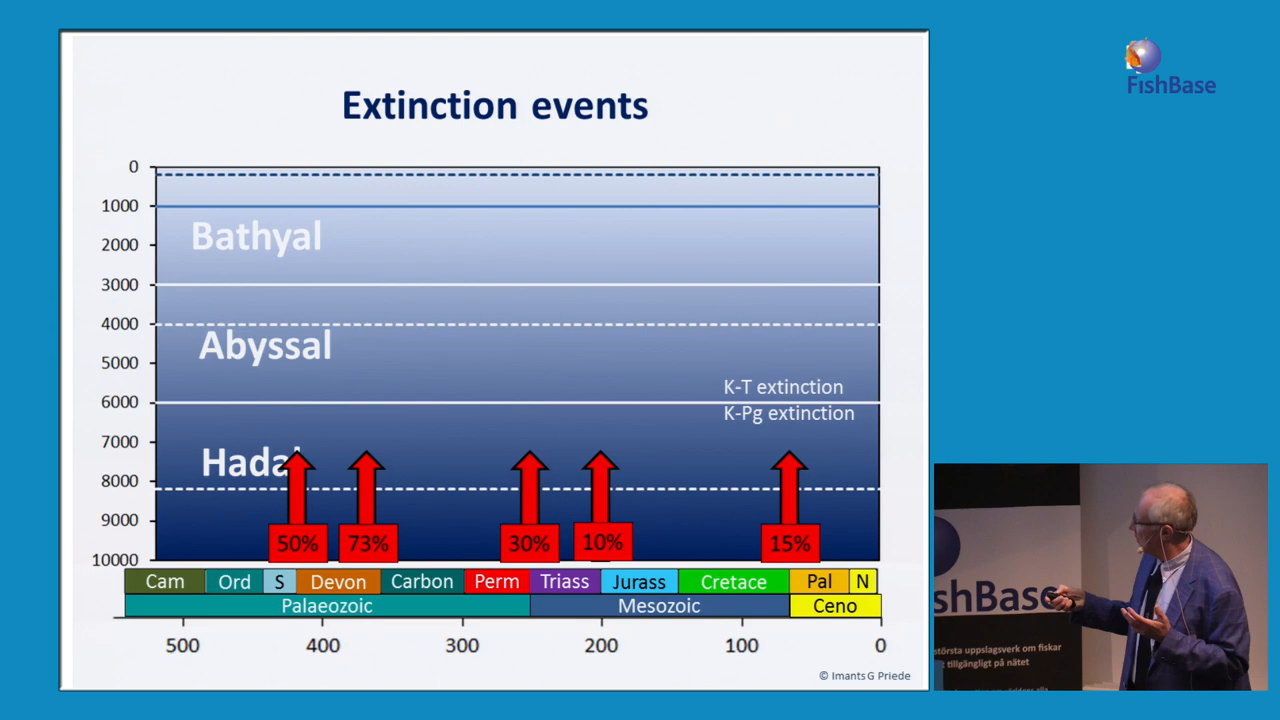 FishBase
Extinction events
0
1000
Bathyal
2000
3000
4000
Abyssal
5000
K-T extinction
6000
K-Pg extinction
7000
Hadal
8000
9000
10000
50% 73% 30% 10% 15%
Cam Ord S Devon Carbon Perm Triass Jurass Cretace Pal N
Palaeozoic Mesozoic Ceno
500 400 300 200 100 0
© Imants G Priede
shBase
största uppslagsverk om fiskar
t tillgängligt på nätet